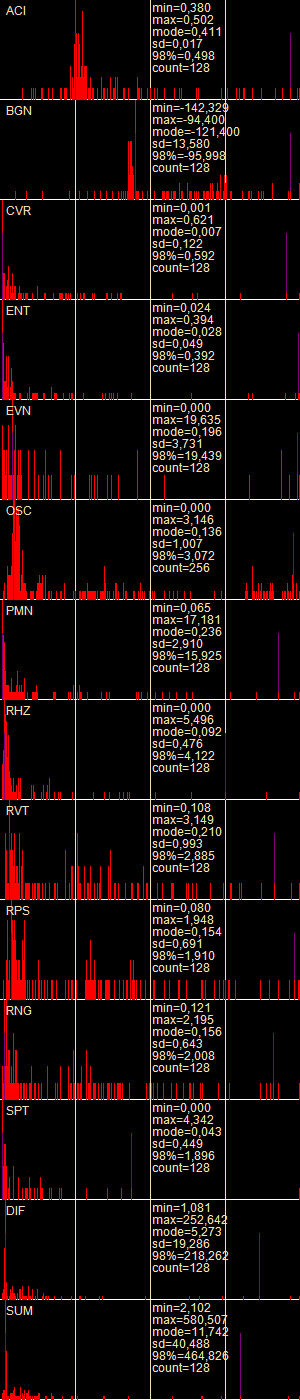 ACI
min=0,380
max=0,502
mode=0,411
sd=0,017
98%=0,498
count=128
BGN
min=-142,329
max=-94,400
mode=-121,400
sd=13,580
98%=-95,998
count=128
CVR
min=0,001
max=0,621
mode=0,007
sd=0,122
98%=0,592
count=128
ENT
min=0,024
max=0,394
mode=0,028
sd=0,049
98%=0,392
count=128
EVN
min=0,000
max=19,635
mode=0,196
sd=3,731
98%=19,439
count=128
OSC
min=0,000
max=3,146
mode=0,136
sd=1,007
98%=3,072
count=256
PMN
min=0,065
max=17,181
mode=0,236
sd=2,910
98%=15,925
count=128
RHZ
min=0,000
max=5,496
mode=0,092
sd=0,476
98%=4,122
count=128
RVT
min=0,108
max=3,149
mode=0,210
sd=0,993
98%=2,885
count=128
RPS
min=0,080
max=1,948
mode=0,154
sd=0,691
98%=1,910
count=128
RNG
min=0,121
max=2,195
mode=0,156
sd=0,643
98%=2,008
count=128
SPT
min=0,000
max=4,342
mode=0,043
sd=0,449
98%=1,896
count=128
DIF
min=1,081
max=252,642
mode=5,273
sd=19,286
98%=218,262
count=128
SUM
min=2,102
max=580,507
mode=11,742
sd=40,488
98%=464,826
count=128